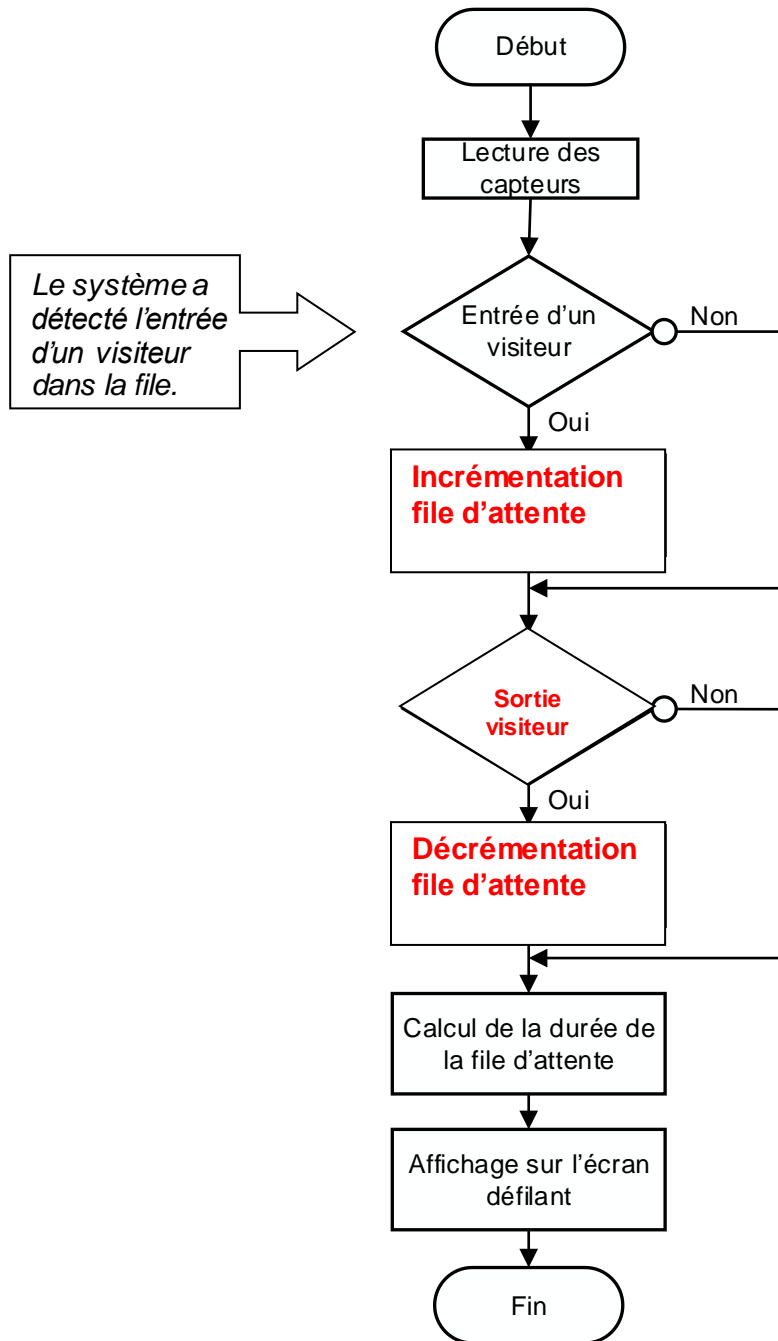 Début
Lecture des
capteurs
Le système a
détecté l'entrée
d'un visiteur
dans la file.
Entrée d'un
visiteur
Non
Oui
Incrémentation
file d'attente
Sortie
visiteur
Non
Oui
Décrémentation
file d'attente
Calcul de la durée de
la file d'attente
Affichage sur l'écran
défilant
Fin